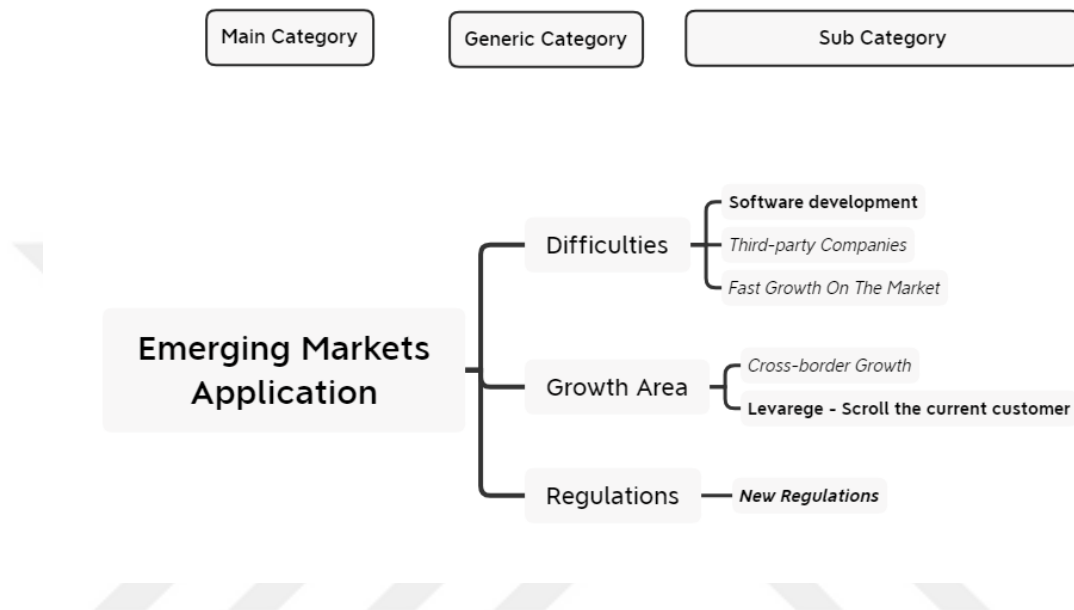 Main Category
Generic Category
Sub Category
Emerging Markets
Application
Difficulties
Software development
Third-party Companies
Fast Growth On The Market
Growth Area
Cross-border Growth
Levarege - Scroll the current customer
Regulations
New Regulations